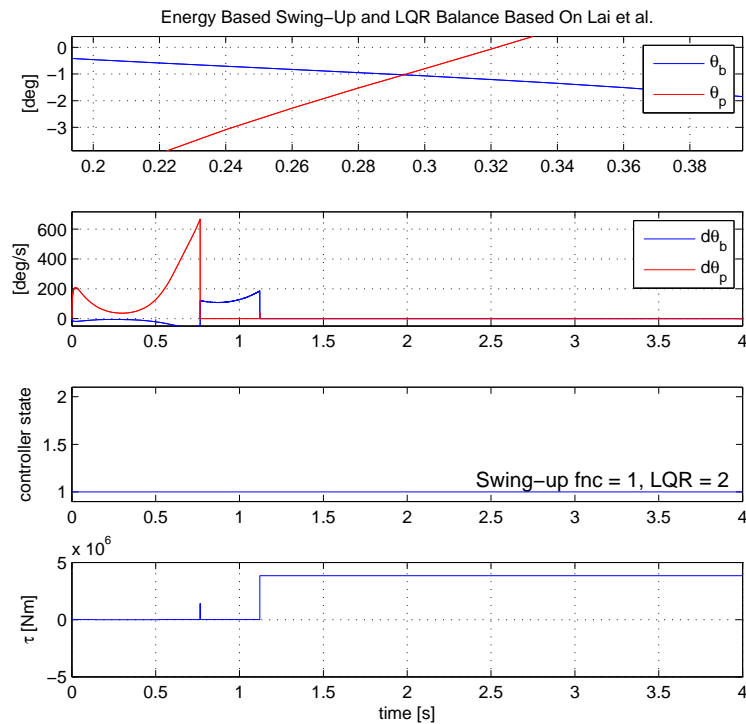 Energy Based Swing−Up and LQR Balance Based On Lai et al.
[deg]
0
−1
−2
−3
θb
θp
0.2 0.22 0.24 0.26 0.28 0.3 0.32 0.34 0.36 0.38
[deg/s]
600
400
200
0
dθb
dθp
0 0.5 1 1.5 2 2.5 3 3.5 4
controller state
2
1.5
1
Swing−up fnc = 1, LQR = 2
0 0.5 1 1.5 2 2.5 3 3.5 4
x 10^6
τ [Nm]
5
0
−5
0 0.5 1 1.5 2 2.5 3 3.5 4
time [s]